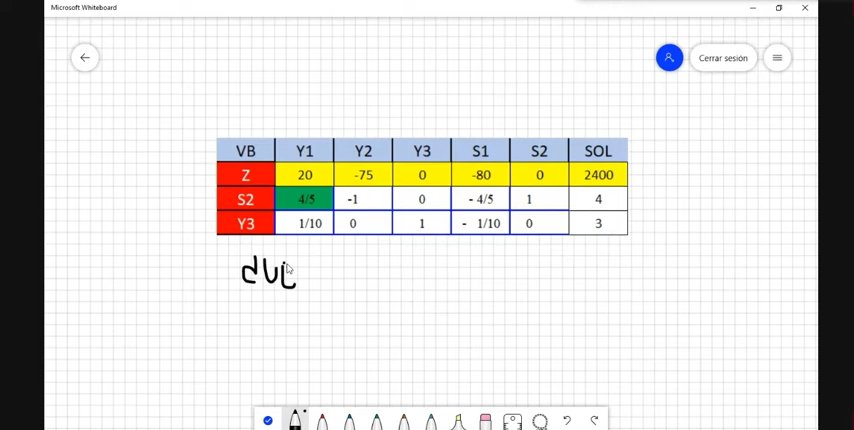 Microsoft Whiteboard
Cerrar sesión
VB Y1 Y2 Y3 S1 S2 SOL
Z 20 -75 0 -80 0 2400
S2 4/5 -1 0 - 4/5 1 4
Y3 1/10 0 1 - 1/10 0 3